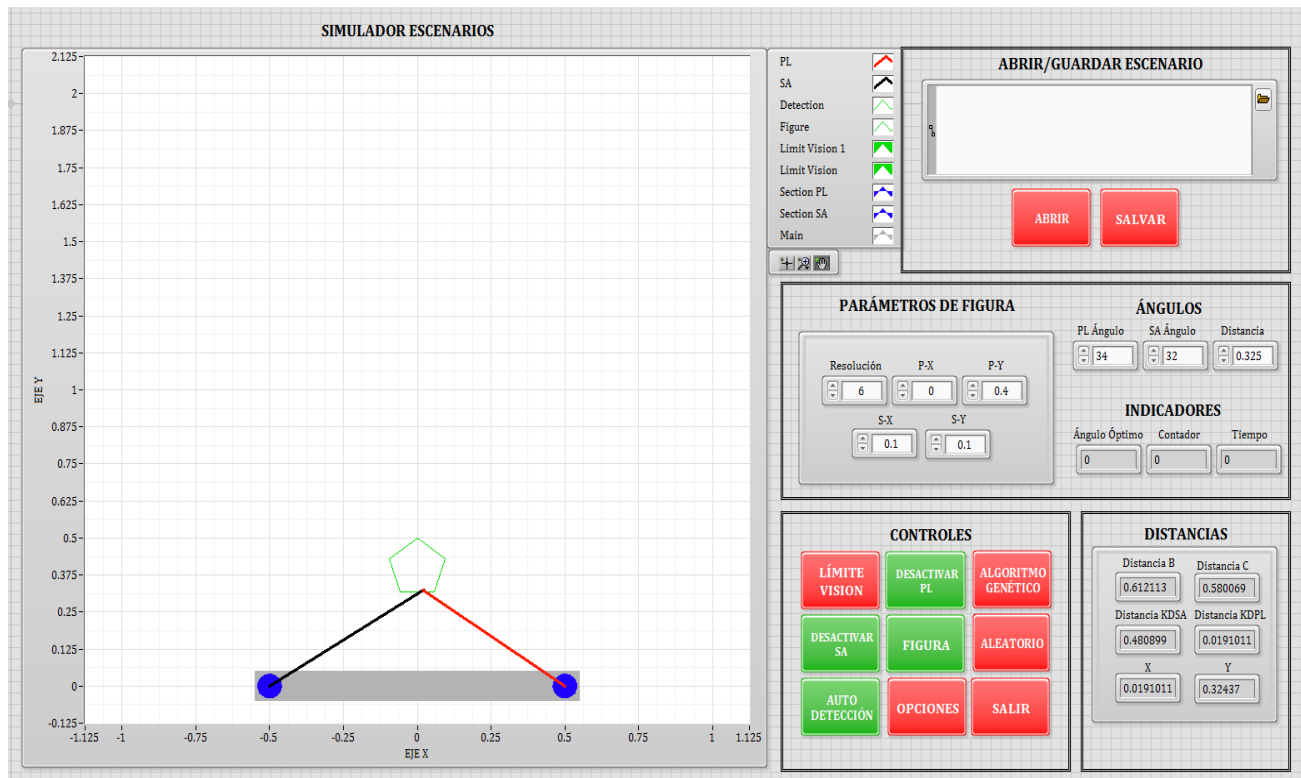 SIMULADOR ESCENARIOS
2.125
2
1.875
1.75
1.625
1.5
1.375
1.25
1.125
1
0.875
0.75
0.625
0.5
0.375
0.25
0.125
0
-0.125
EJE Y
-1.125
-1
-0.75
-0.5
-0.25
0
0.25
0.5
0.75
1
1.125
EJE X
PL
SA
Detection
Figure
Limit Vision 1
Limit Vision
Section PL
Section SA
Main
ABRIR/GUARDAR ESCENARIO
ABRIR
SALVAR
PARÁMETROS DE FIGURA
Resolución P-X P-Y
6 0 0.4
S-X S-Y
0.1 0.1
ÁNGULOS
PL Ángulo SA Ángulo Distancia
34 32 0.325
INDICADORES
Ángulo Óptimo Contador Tiempo
0 0 0
CONTROLES
LÍMITE
VISION
DESACTIVAR
PL
ALGORITMO
GENÉTICO
DESACTIVAR
SA
FIGURA
ALEATORIO
AUTO
DETECCIÓN
OPCIONES
SALIR
DISTANCIAS
Distancia B Distancia C
0.612113 0.580069
Distancia KDSA Distancia KDPL
0.480899 0.0191011
X Y
0.0191011 0.32437